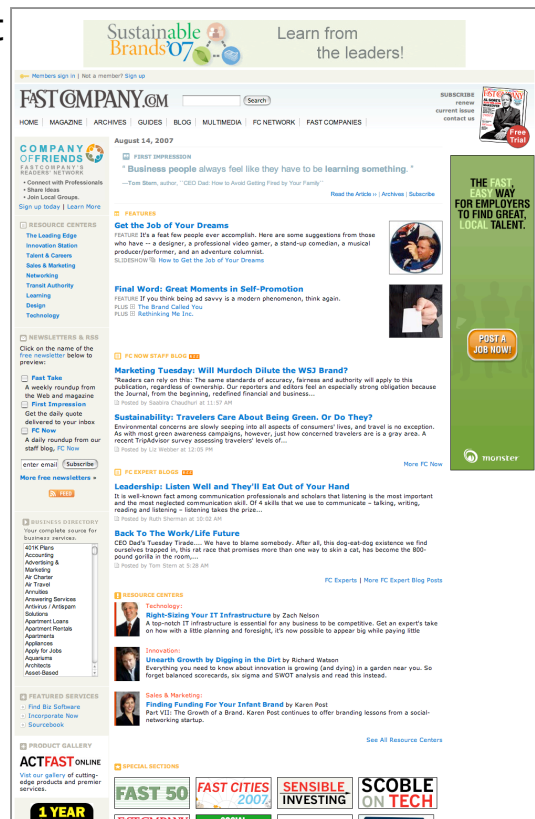 Sustainable
Brands'07
Learn from
the leaders!
Members sign in | Not a member? Sign up
FAST COMPANY.COM
Search
SUBSCRIBE
renew
current issue
contact us
Free
Trial
HOME | MAGAZINE | ARCHIVES | GUIDES | BLOG | MULTIMEDIA | FC NETWORK | FAST COMPANIES
COMPANY
OF FRIENDS
FASTCOMPANY'S
READERS' NETWORK
• Connect with Professionals
• Share Ideas
• Join Local Groups.
Sign up today | Learn More
RESOURCE CENTERS
The Leading Edge
Innovation Station
Talent & Careers
Sales & Marketing
Networking
Transit Authority
Learning
Design
Technology
NEWSLETTERS & RSS
Click on the name of the
free newsletter below to
preview:
Fast Take
A weekly roundup from
the Web and magazine
First Impression
Get the daily quote
delivered to your inbox
FC Now
A daily roundup from our
staff blog, FC Now
enter email Subscribe
More free newsletters »
FEED
BUSINESS DIRECTORY
Your complete source for
business services.
401K Plans
Accounting
Advertising &
Marketing
Air Charter
Air Travel
Annuities
Answering Services
Antivirus / Antispam
Solutions
Apartment Loans
Apartment Rentals
Apartments
Appliances
Apply for Jobs
Aquariums
Architects
Asset-Based
FEATURED SERVICES
Find Biz Software
Incorporate Now
Sourcebook
PRODUCT GALLERY
ACTFAST ONLINE
Visit our gallery of cutting-
edge products and premier
services.
1 YEAR
August 14, 2007
FIRST IMPRESSION
" Business people always feel like they have to be learning something. "
—Tom Stern, author, "CEO Dad: How to Avoid Getting Fired by Your Family"
Read the Article » | Archives | Subscribe
FEATURES
Get the Job of Your Dreams
FEATURE It's a feat few people ever accomplish. Here are some suggestions from those
who have -- a designer, a professional video gamer, a stand-up comedian, a musical
producer/performer, and an adventure columnist.
SLIDESHOW How to Get the Job of Your Dreams
Final Word: Great Moments in Self-Promotion
FEATURE If you think being ad savvy is a modern phenomenon, think again.
PLUS The Brand Called You
PLUS Rethinking Me Inc.
FC NOW STAFF BLOG
Marketing Tuesday: Will Murdoch Dilute the WSJ Brand?
"Readers can rely on this: The same standards of accuracy, fairness and authority will apply to this
publication, regardless of ownership. Our reporters and editors feel an especially strong obligation because
the Journal, from the beginning, redefined financial and business...
Posted by Saabira Chaudhuri at 11:57 AM
Sustainability: Travelers Care About Being Green. Or Do They?
Environmental concerns are slowly seeping into all aspects of consumers' lives, and travel is no exception.
As with most green awareness campaigns, however, just how concerned travelers are is a gray area. A
recent TripAdvisor survey assessing travelers' levels of...
Posted by Liz Webber at 12:05 PM
More FC Now
FC EXPERT BLOGS
Leadership: Listen Well and They'll Eat Out of Your Hand
It is well-known fact among communication professionals and scholars that listening is the most important
and the most neglected communication skill. Of 4 skills that we use to communicate – talking, writing,
reading and listening – listening takes the prize...
Posted by Ruth Sherman at 10:02 AM
Back To The Work/Life Future
CEO Dad's Tuesday Tirade.... We have to blame somebody. After all, this dog-eat-dog existence we find
ourselves trapped in, this rat race that promises more than one way to skin a cat, has become the 800-
pound gorilla in the room,...
Posted by Tom Stern at 5:28 AM
FC Experts | More FC Expert Blog Posts
RESOURCE CENTERS
Technology:
Right-Sizing Your IT Infrastructure by Zach Nelson
A top-notch IT infrastructure is essential for any business to be competitive. Get an expert's take
on how with a little planning and foresight, it's now possible to appear big while paying little
Innovation:
Unearth Growth by Digging in the Dirt by Richard Watson
Everything you need to know about innovation is growing (and dying) in a garden near you. So
forget balanced scorecards, six sigma and SWOT analysis and read this instead.
Sales & Marketing:
Finding Funding For Your Infant Brand by Karen Post
Part VII: The Growth of a Brand. Karen Post continues to offer branding lessons from a social-
networking startup.
See All Resource Centers
SPECIAL SECTIONS
FAST 50
FAST CITIES
2007
SENSIBLE
INVESTING
SCOBLE
ON TECH
THE FAST,
EASY WAY
FOR EMPLOYERS
TO FIND GREAT,
LOCAL TALENT.
POST A
JOB NOW!
monster